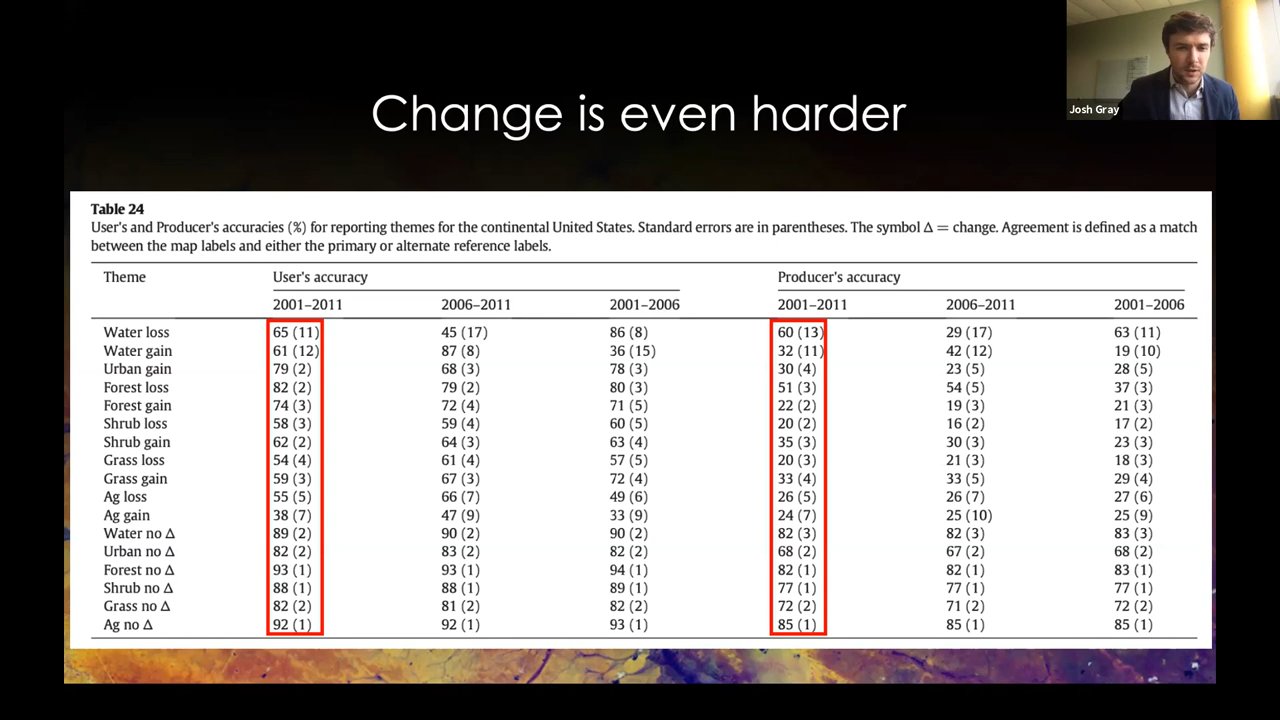 Josh Gray
Change is even harder
Table 24
User's and Producer's accuracies (%) for reporting themes for the continental United States. Standard errors are in parentheses. The symbol Δ = change. Agreement is defined as a match
between the map labels and either the primary or alternate reference labels.
Theme User's accuracy Producer's accuracy
2001–2011 2006–2011 2001–2006 2001–2011 2006–2011 2001–2006
Water loss 65 (11) 45 (17) 86 (8) 60 (13) 29 (17) 63 (11)
Water gain 61 (12) 87 (8) 36 (15) 32 (11) 42 (12) 19 (10)
Urban gain 79 (2) 68 (3) 78 (3) 30 (4) 23 (5) 28 (5)
Forest loss 82 (2) 79 (2) 80 (3) 51 (3) 54 (5) 37 (3)
Forest gain 74 (3) 72 (4) 71 (5) 22 (2) 19 (3) 21 (3)
Shrub loss 58 (3) 59 (4) 60 (5) 20 (2) 16 (2) 17 (2)
Shrub gain 62 (2) 64 (3) 63 (4) 35 (3) 30 (3) 23 (3)
Grass loss 54 (4) 61 (4) 57 (5) 20 (3) 21 (3) 18 (3)
Grass gain 59 (3) 67 (3) 72 (4) 33 (4) 33 (5) 29 (4)
Ag loss 55 (5) 66 (7) 49 (6) 26 (5) 26 (7) 27 (6)
Ag gain 38 (7) 47 (9) 33 (9) 24 (7) 25 (10) 25 (9)
Water no Δ 89 (2) 90 (2) 90 (2) 82 (3) 82 (3) 83 (3)
Urban no Δ 82 (2) 83 (2) 82 (2) 68 (2) 67 (2) 68 (2)
Forest no Δ 93 (1) 93 (1) 94 (1) 82 (1) 82 (1) 83 (1)
Shrub no Δ 88 (1) 88 (1) 89 (1) 77 (1) 77 (1) 77 (1)
Grass no Δ 82 (2) 81 (2) 82 (2) 72 (2) 71 (2) 72 (2)
Ag no Δ 92 (1) 92 (1) 93 (1) 85 (1) 85 (1) 85 (1)